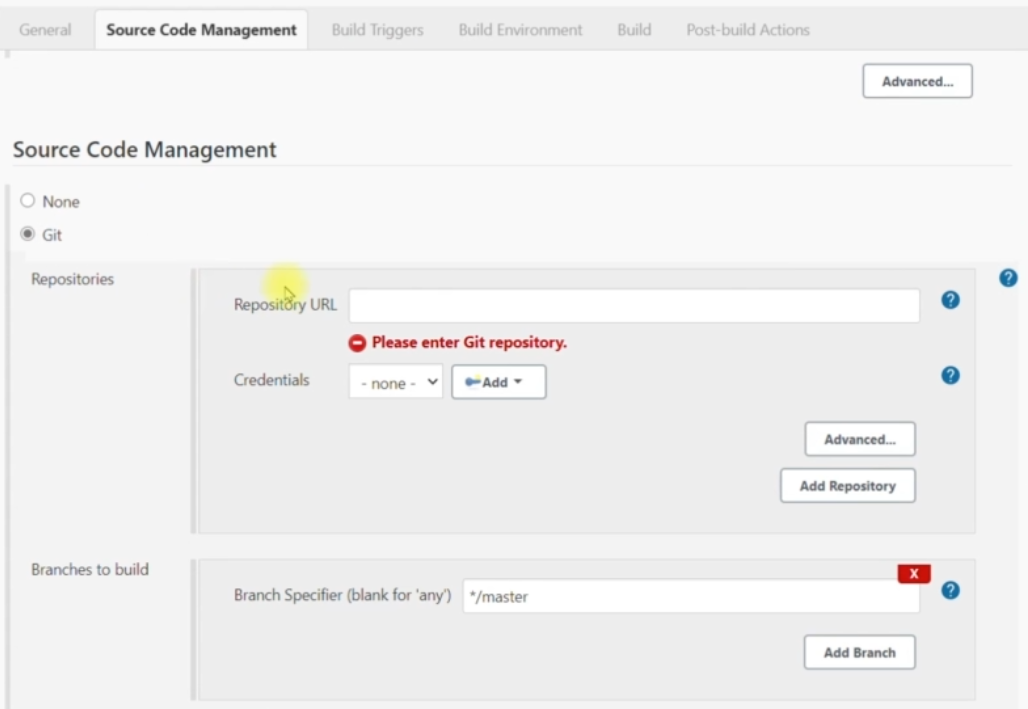 General Source Code Management Build Triggers Build Environment Build Post-build Actions
Advanced...
Source Code Management
None
Git
Repositories
?
Repository URL
?
Please enter Git repository.
Credentials - none - Add
?
Advanced...
Add Repository
Branches to build
X
Branch Specifier (blank for 'any') */master
?
Add Branch